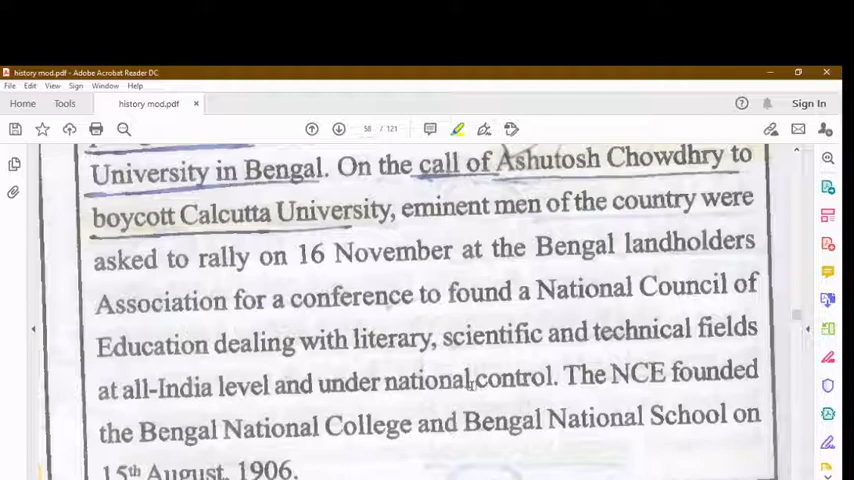 history mod.pdf - Adobe Acrobat Reader DC
File Edit View Sign Window Help
Home Tools history mod.pdf × Sign In
58 / 121
University in Bengal. On the call of Ashutosh Chowdhry to
boycott Calcutta University, eminent men of the country were
asked to rally on 16 November at the Bengal landholders
Association for a conference to found a National Council of
Education dealing with literary, scientific and technical fields
at all-India level and under national control. The NCE founded
the Bengal National College and Bengal National School on
15th August, 1906.